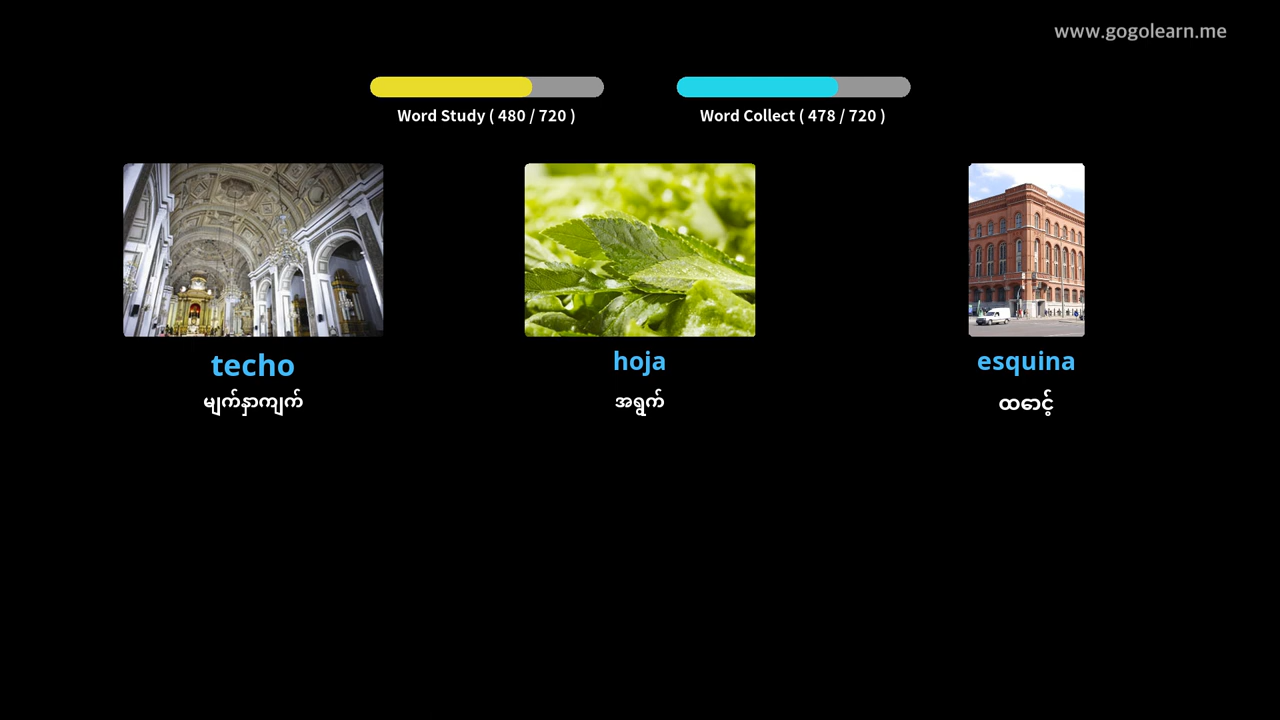 www.gogolearn.me
Word Study ( 480 / 720 )
Word Collect ( 478 / 720 )
techo
hoja
esquina
မျက်နှာကျက်
အရွက်
ထောင့်